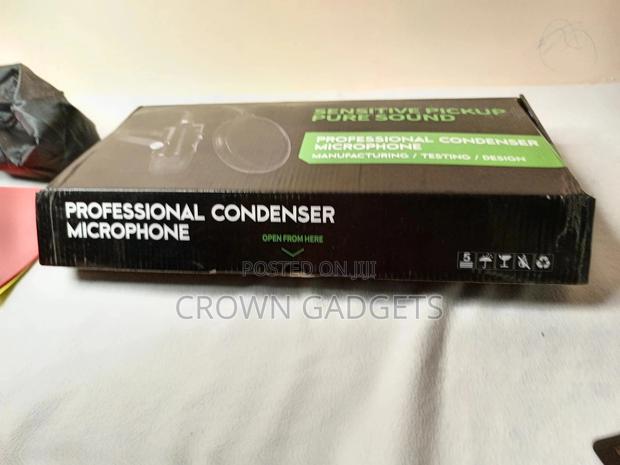 SENSITIVE PICKUP
PURE SOUND
PROFESSIONAL CONDENSER
MICROPHONE
MANUFACTURING / TESTING / DESIGN
PROFESSIONAL CONDENSER
MICROPHONE
OPEN FROM HERE
5
POSTED ON JIJI
CROWN GADGETS